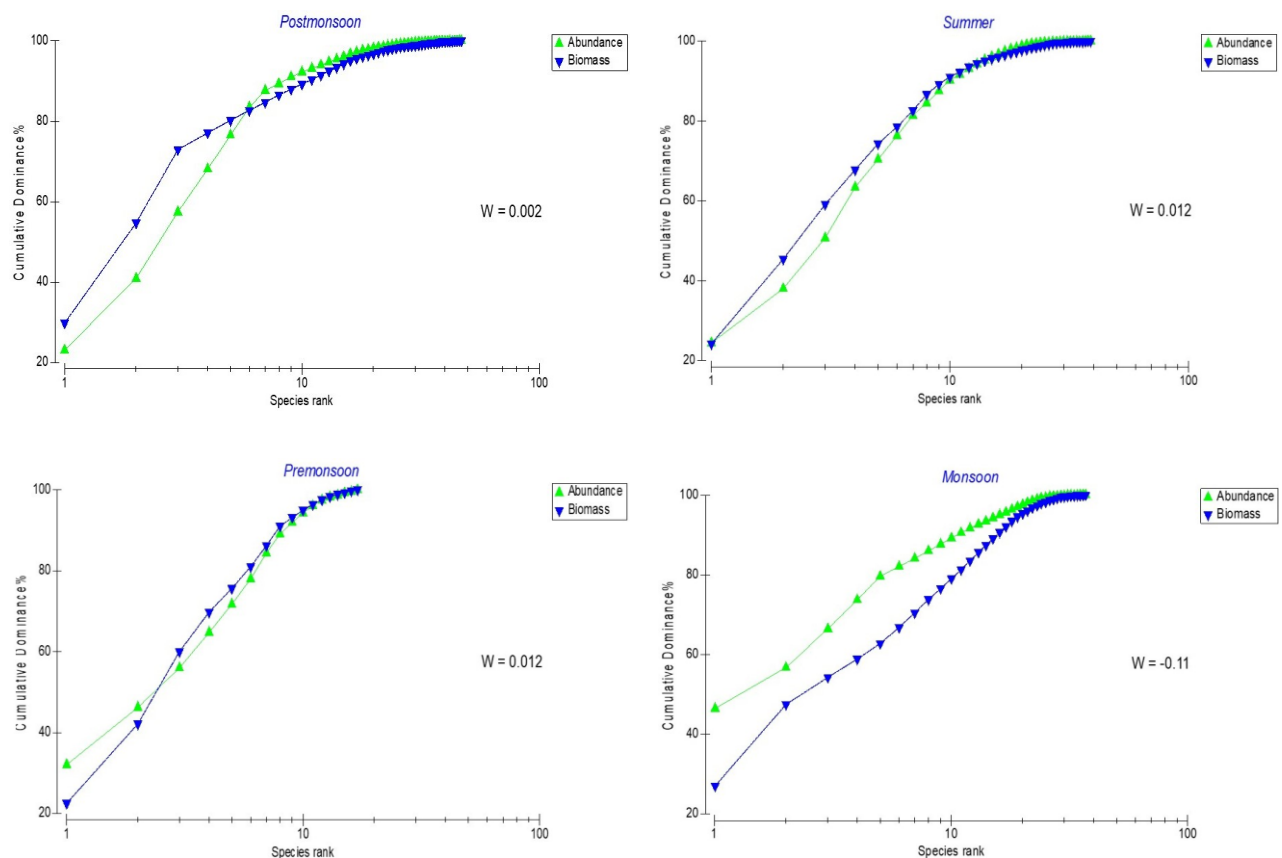 Postmonsoon
100
80
60
40
20
Cumulative Dominance%
Abundance
Biomass
W = 0.002
1
10
100
Species rank
Summer
100
80
60
40
20
Cumulative Dominance%
Abundance
Biomass
W = 0.012
1
10
100
Species rank
Premonsoon
100
80
60
40
20
Cumulative Dominance%
Abundance
Biomass
W = 0.012
1
10
100
Species rank
Monsoon
100
80
60
40
20
Cumulative Dominance%
Abundance
Biomass
W = -0.11
1
10
100
Species rank